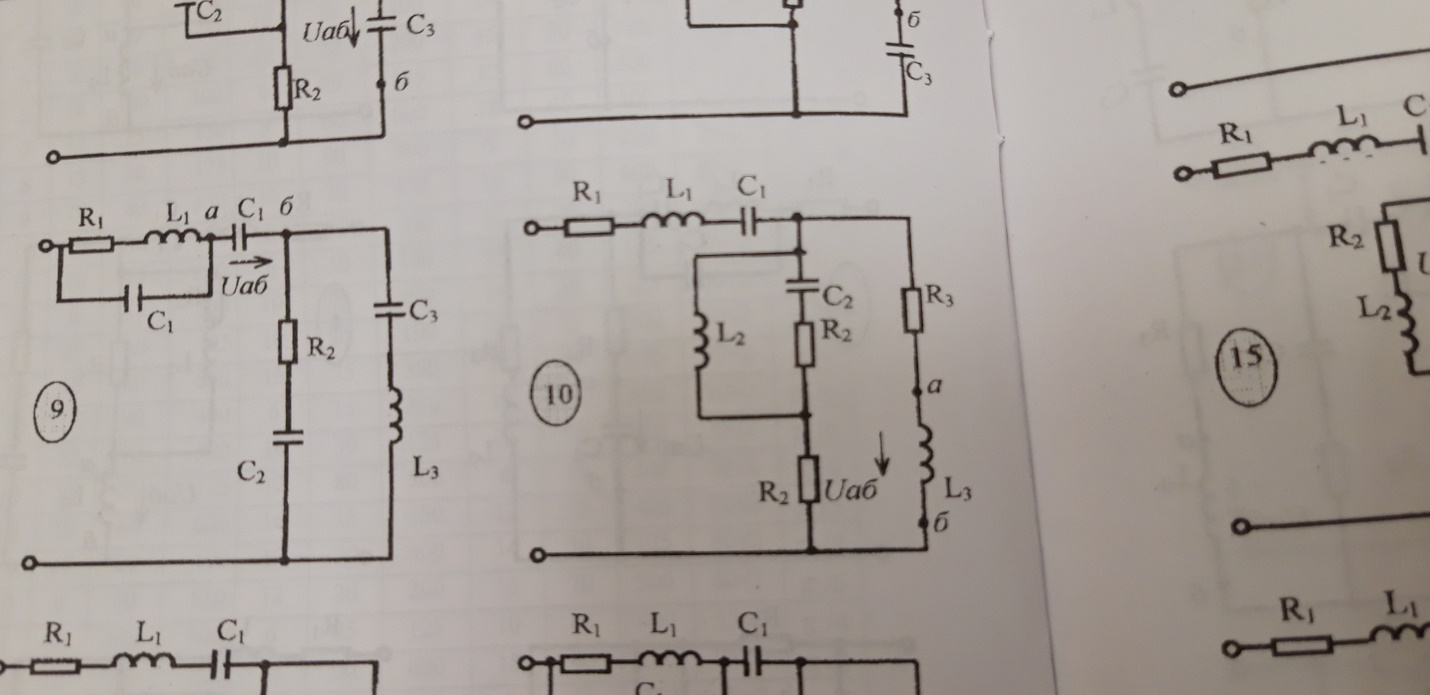 C₂
Uаб
C₃
R₂
б
б
C₃
R₁ L₁ а C₁ б
Uаб
C₁
R₂
C₃
9
C₂
L₃
R₁ L₁ C₁
C₂
R₃
L₂
R₂
а
10
R₂
Uаб
L₃
б
R₁ L₁ C
R₂
L₂
15
R₁ L₁ C₁
R₁ L₁ C₁
R₁ L₁